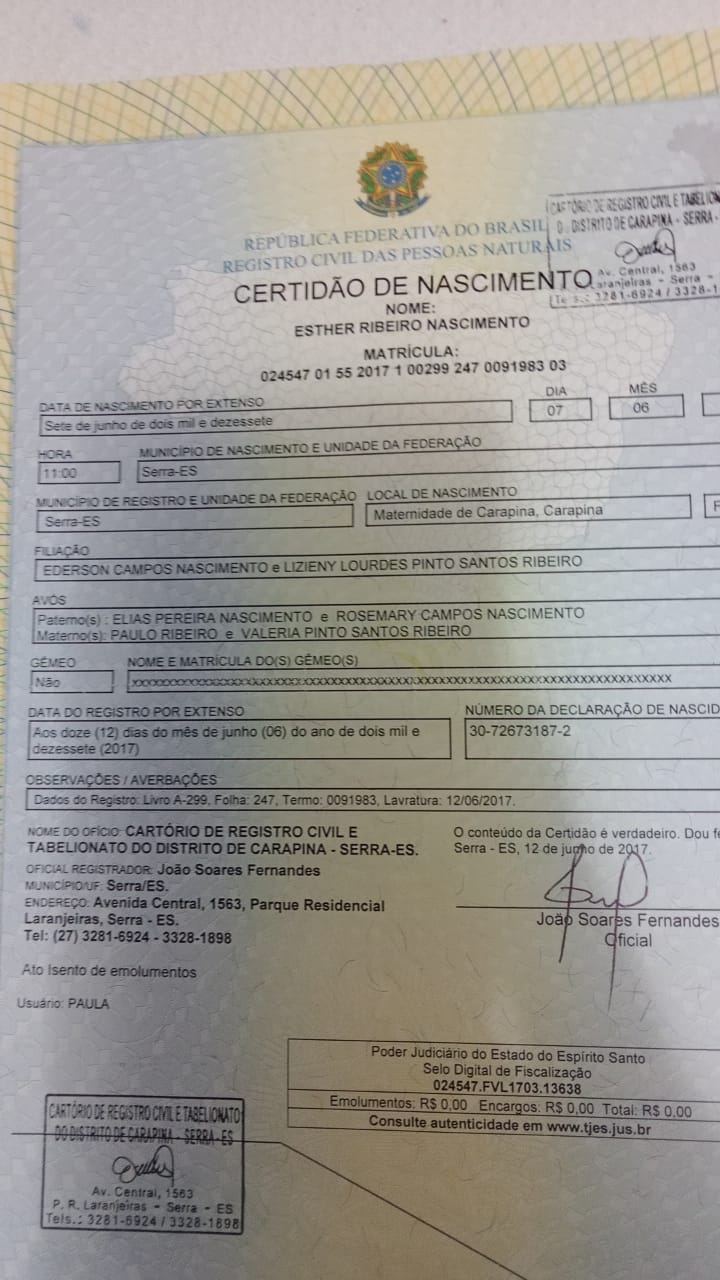 CARTÓRIO DE REGISTRO CIVIL E TABELION
D. DISTRITO DE CARAPINA - SERRA-
Av. Central, 1563
Laranjeiras - Serra -
Tels.: 3281-6924 / 3328-1
REPÚBLICA FEDERATIVA DO BRASIL
REGISTRO CIVIL DAS PESSOAS NATURAIS
CERTIDÃO DE NASCIMENTO
NOME:
ESTHER RIBEIRO NASCIMENTO
MATRÍCULA:
024547 01 55 2017 1 00299 247 0091983 03
DATA DE NASCIMENTO POR EXTENSO DIA MÊS
Sete de junho de dois mil e dezessete 07 06
HORA MUNICÍPIO DE NASCIMENTO E UNIDADE DA FEDERAÇÃO
11:00 Serra-ES
MUNICÍPIO DE REGISTRO E UNIDADE DA FEDERAÇÃO LOCAL DE NASCIMENTO
Serra-ES Maternidade de Carapina, Carapina F
FILIAÇÃO
EDERSON CAMPOS NASCIMENTO e LIZIENY LOURDES PINTO SANTOS RIBEIRO
AVÓS
Paterno(s) : ELIAS PEREIRA NASCIMENTO e ROSEMARY CAMPOS NASCIMENTO
Materno(s): PAULO RIBEIRO e VALERIA PINTO SANTOS RIBEIRO
GÊMEO NOME E MATRÍCULA DO(S) GÊMEO(S)
Não
DATA DO REGISTRO POR EXTENSO NÚMERO DA DECLARAÇÃO DE NASCID
Aos doze (12) dias do mês de junho (06) do ano de dois mil e 30-72673187-2
dezessete (2017)
OBSERVAÇÕES / AVERBAÇÕES
Dados do Registro: Livro A-299, Folha: 247, Termo: 0091983, Lavratura: 12/06/2017.
NOME DO OFÍCIO: CARTÓRIO DE REGISTRO CIVIL E
TABELIONATO DO DISTRITO DE CARAPINA - SERRA-ES.
OFICIAL REGISTRADOR: João Soares Fernandes
MUNICÍPIO/UF: Serra/ES.
ENDEREÇO: Avenida Central, 1563, Parque Residencial
Laranjeiras, Serra - ES.
Tel: (27) 3281-6924 - 3328-1898
O conteúdo da Certidão é verdadeiro. Dou fé
Serra - ES, 12 de junho de 2017.
João Soares Fernandes
Oficial
Ato Isento de emolumentos
Usuário: PAULA
Poder Judiciário do Estado do Espírito Santo
Selo Digital de Fiscalização
024547.FVL1703.13638
Emolumentos: R$ 0,00 Encargos: R$ 0,00 Total: R$ 0,00
Consulte autenticidade em www.tjes.jus.br
CARTÓRIO DE REGISTRO CIVIL E TABELIONATO
DO DISTRITO DE CARAPINA - SERRA-ES
Av. Central, 1563
P. R. Laranjeiras - Serra - ES
Tels.: 3281-6924 / 3328-1898